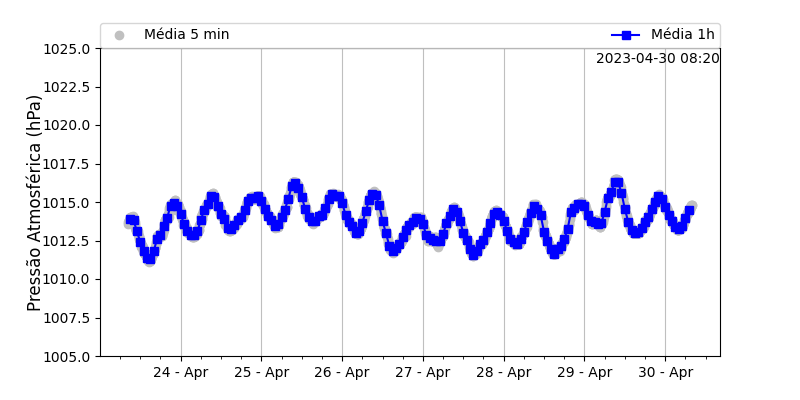 Média 5 min
Média 1h
2023-04-30 08:20
Pressão Atmosférica (hPa)
1025.0
1022.5
1020.0
1017.5
1015.0
1012.5
1010.0
1007.5
1005.0
24 - Apr
25 - Apr
26 - Apr
27 - Apr
28 - Apr
29 - Apr
30 - Apr